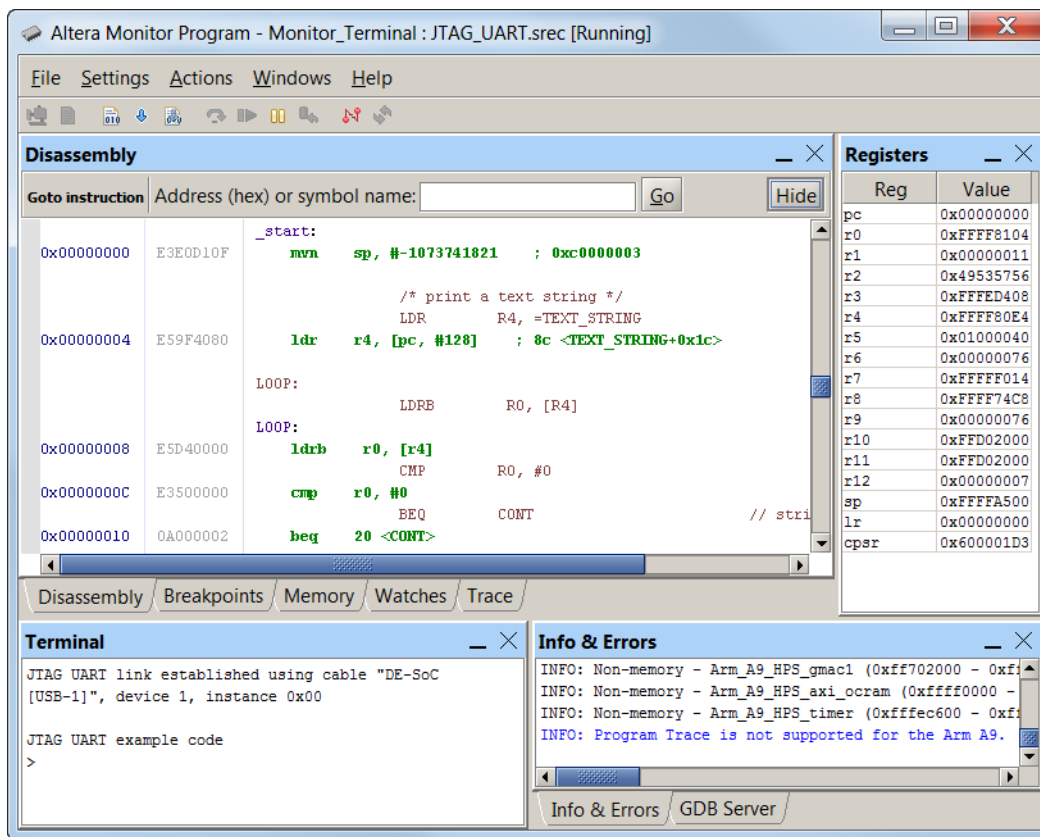 Altera Monitor Program - Monitor_Terminal : JTAG_UART.srec [Running]
File Settings Actions Windows Help
Disassembly
Goto instruction Address (hex) or symbol name: Go Hide
_start:
0x00000000 E3E0D10F mvn sp, #-1073741821 ; 0xc0000003
/* print a text string */
LDR R4, =TEXT_STRING
0x00000004 E59F4080 ldr r4, [pc, #128] ; 8c <TEXT_STRING+0x1c>
LOOP:
LDRB R0, [R4]
LOOP:
0x00000008 E5D40000 ldrb r0, [r4]
CMP R0, #0
0x0000000C E3500000 cmp r0, #0
BEQ CONT // stri
0x00000010 0A000002 beq 20 <CONT>
Disassembly Breakpoints Memory Watches Trace
Registers
Reg Value
pc 0x00000000
r0 0xFFFF8104
r1 0x00000011
r2 0x49535756
r3 0xFFFED408
r4 0xFFFF80E4
r5 0x01000040
r6 0x00000076
r7 0xFFFFF014
r8 0xFFFF74C8
r9 0x00000076
r10 0xFFD02000
r11 0xFFD02000
r12 0x00000007
sp 0xFFFFA500
lr 0x00000000
cpsr 0x600001D3
Terminal
JTAG UART link established using cable "DE-SoC
[USB-1]", device 1, instance 0x00
JTAG UART example code
>
Info & Errors
INFO: Non-memory - Arm_A9_HPS_gmac1 (0xff702000 - 0xff
INFO: Non-memory - Arm_A9_HPS_axi_ocram (0xffff0000 -
INFO: Non-memory - Arm_A9_HPS_timer (0xfffec600 - 0xff
INFO: Program Trace is not supported for the Arm A9.
Info & Errors GDB Server